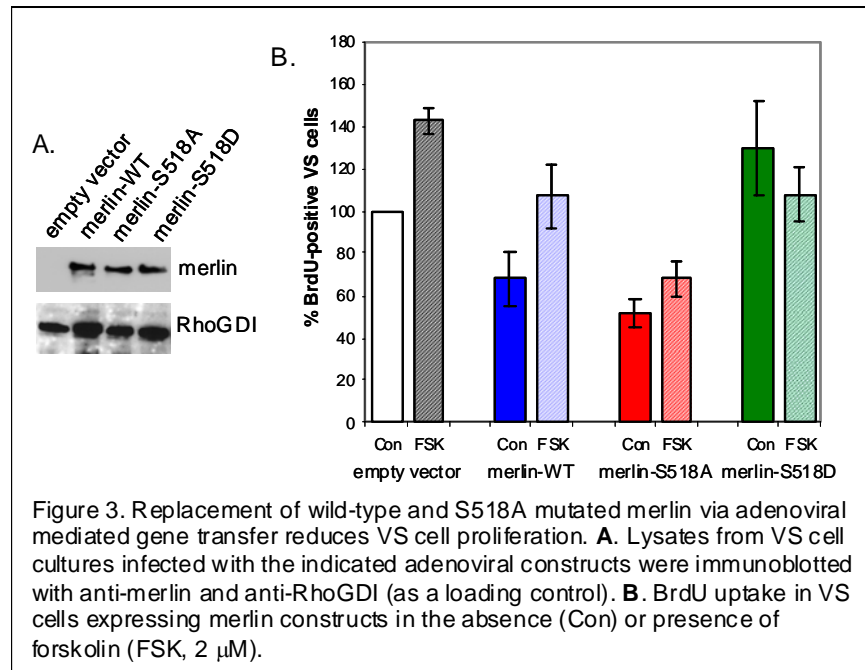 A.
empty vector
merlin-WT
merlin-S518A
merlin-S518D
merlin
RhoGDI
B.
% BrdU-positive VS cells
180
160
140
120
100
80
60
40
20
0
Con FSK Con FSK Con FSK Con FSK
empty vector merlin-WT merlin-S518A merlin-S518D
Figure 3. Replacement of wild-type and S518A mutated merlin via adenoviral
mediated gene transfer reduces VS cell proliferation. A. Lysates from VS cell
cultures infected with the indicated adenoviral constructs were immunoblotted
with anti-merlin and anti-RhoGDI (as a loading control). B. BrdU uptake in VS
cells expressing merlin constructs in the absence (Con) or presence of
forskolin (FSK, 2 μM).